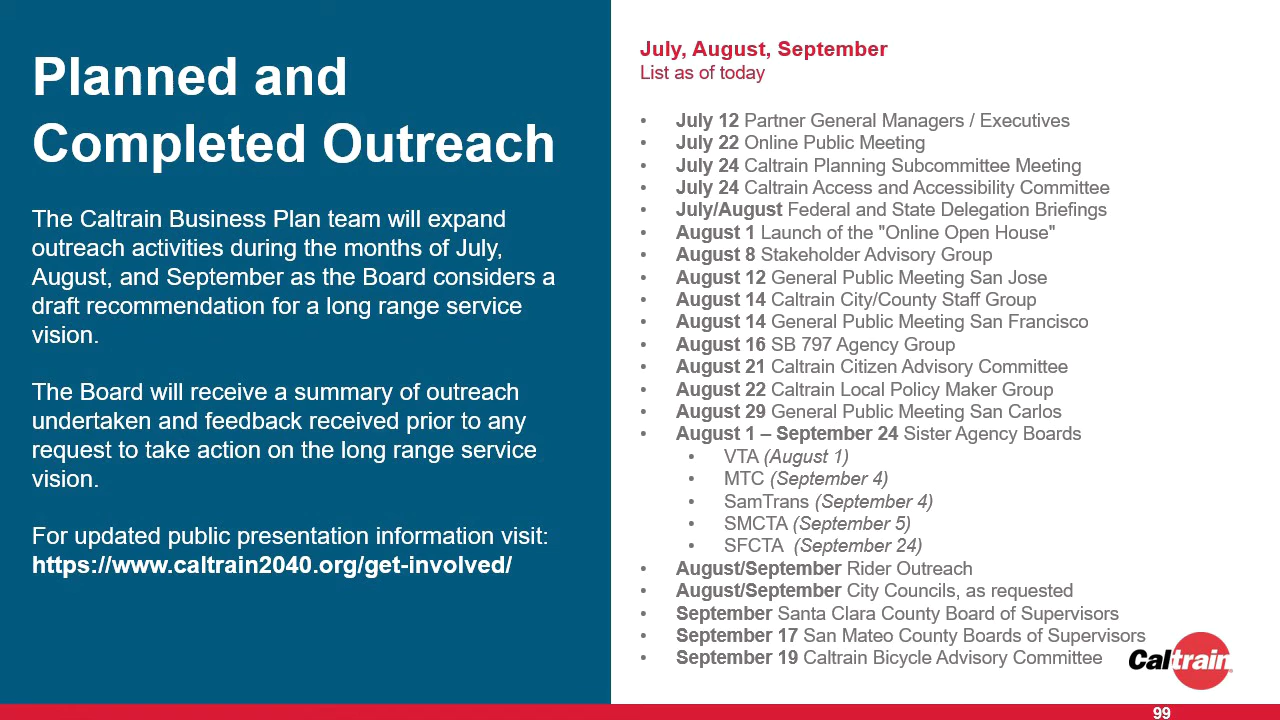 Planned and
Completed Outreach
The Caltrain Business Plan team will expand
outreach activities during the months of July,
August, and September as the Board considers a
draft recommendation for a long range service
vision.
The Board will receive a summary of outreach
undertaken and feedback received prior to any
request to take action on the long range service
vision.
For updated public presentation information visit:
https://www.caltrain2040.org/get-involved/
July, August, September
List as of today
• July 12 Partner General Managers / Executives
• July 22 Online Public Meeting
• July 24 Caltrain Planning Subcommittee Meeting
• July 24 Caltrain Access and Accessibility Committee
• July/August Federal and State Delegation Briefings
• August 1 Launch of the "Online Open House"
• August 8 Stakeholder Advisory Group
• August 12 General Public Meeting San Jose
• August 14 Caltrain City/County Staff Group
• August 14 General Public Meeting San Francisco
• August 16 SB 797 Agency Group
• August 21 Caltrain Citizen Advisory Committee
• August 22 Caltrain Local Policy Maker Group
• August 29 General Public Meeting San Carlos
• August 1 – September 24 Sister Agency Boards
• VTA (August 1)
• MTC (September 4)
• SamTrans (September 4)
• SMCTA (September 5)
• SFCTA (September 24)
• August/September Rider Outreach
• August/September City Councils, as requested
• September Santa Clara County Board of Supervisors
• September 17 San Mateo County Boards of Supervisors
• September 19 Caltrain Bicycle Advisory Committee
Caltrain
99